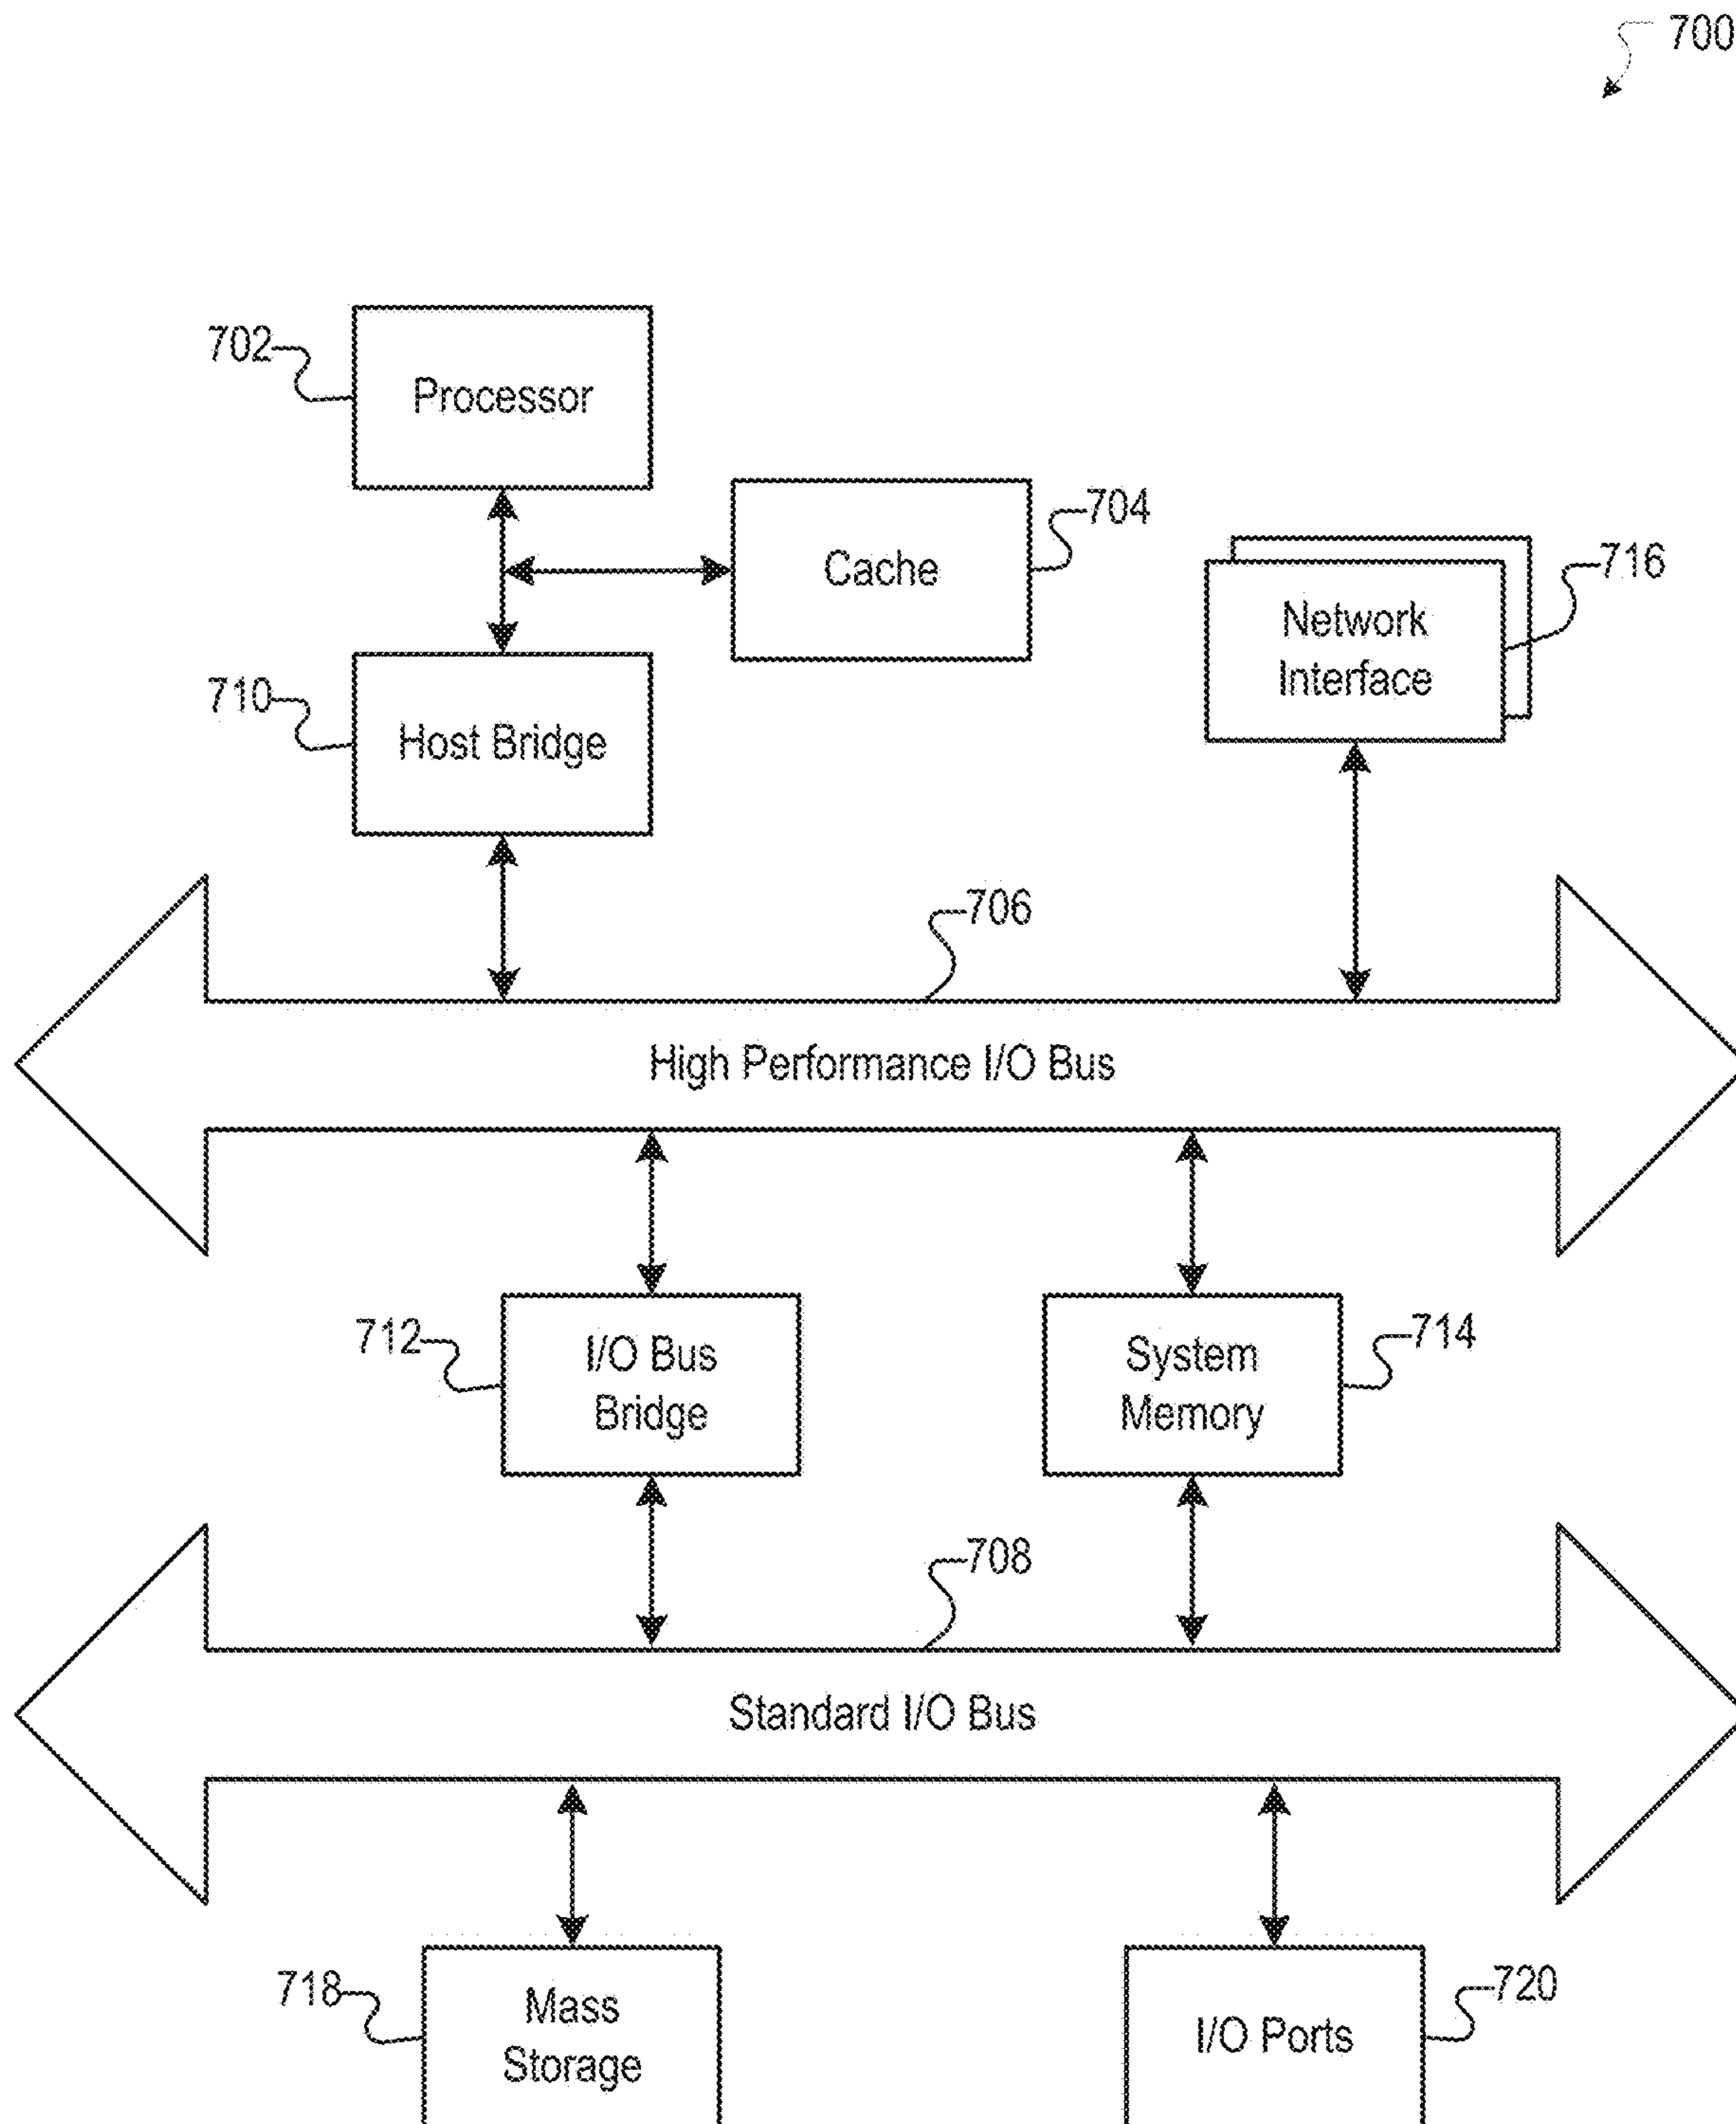 700
702
Processor
704
Cache
716
Network
Interface
710
Host Bridge
706
High Performance I/O Bus
712
I/O Bus
Bridge
System
Memory
714
708
Standard I/O Bus
718
Mass
Storage
I/O Ports
720